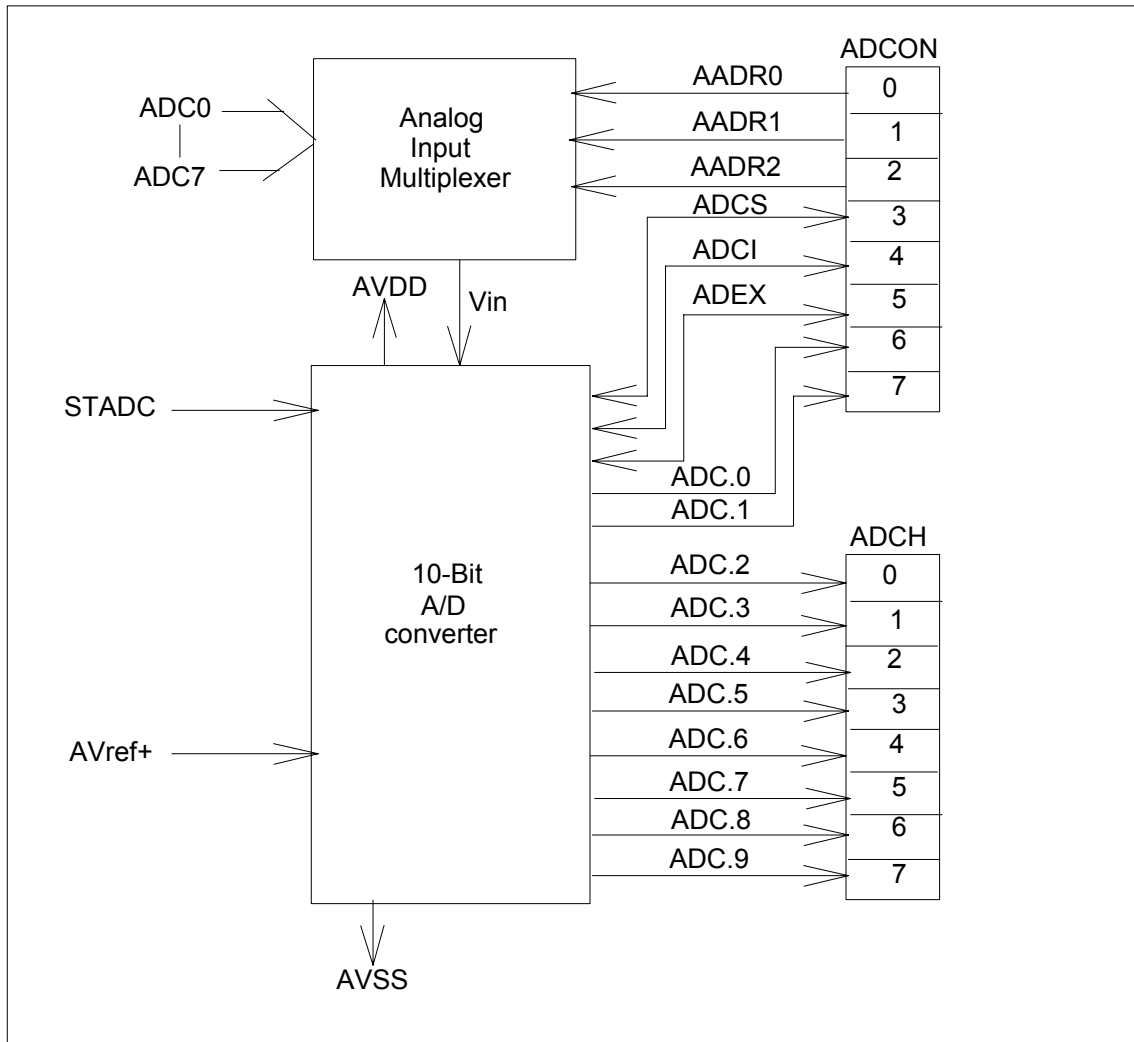 ADCON
AADR0
0
ADC0
Analog
Input
Multiplexer
AADR1
1
ADC7
AADR2
2
ADCS
3
ADCI
4
AVDD
Vin
ADEX
5
6
7
STADC
ADC.0
ADC.1
ADCH
10-Bit
A/D
converter
ADC.2
0
ADC.3
1
ADC.4
2
ADC.5
3
AVref+
ADC.6
4
ADC.7
5
ADC.8
6
ADC.9
7
AVSS